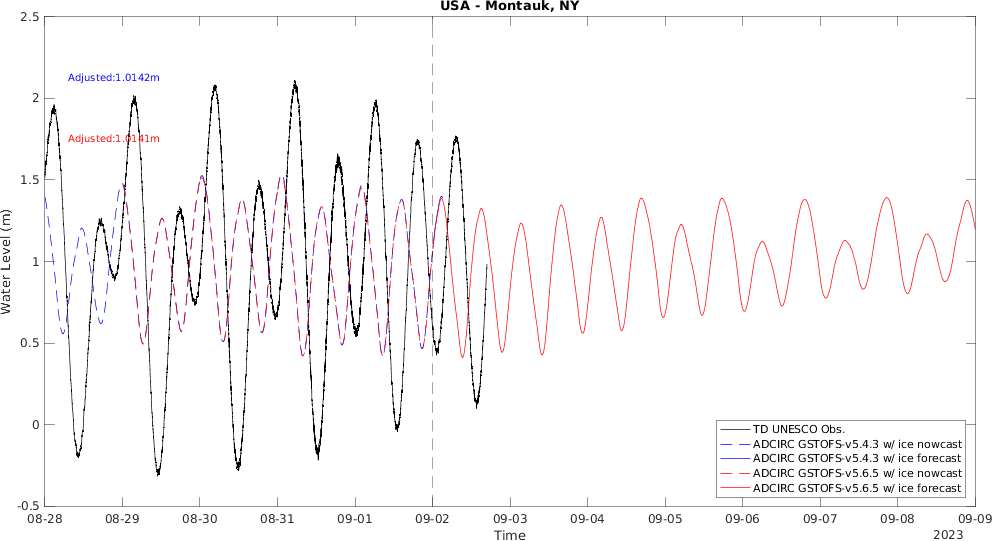 USA - Montauk, NY
2.5
2
1.5
1
0.5
0
-0.5
Water Level (m)
Adjusted:1.0142m
Adjusted:1.0141m
TD UNESCO Obs.
ADCIRC GSTOFS-v5.4.3 w/ ice nowcast
ADCIRC GSTOFS-v5.4.3 w/ ice forecast
ADCIRC GSTOFS-v5.6.5 w/ ice nowcast
ADCIRC GSTOFS-v5.6.5 w/ ice forecast
08-28 08-29 08-30 08-31 09-01 09-02 09-03 09-04 09-05 09-06 09-07 09-08 09-09
Time
2023